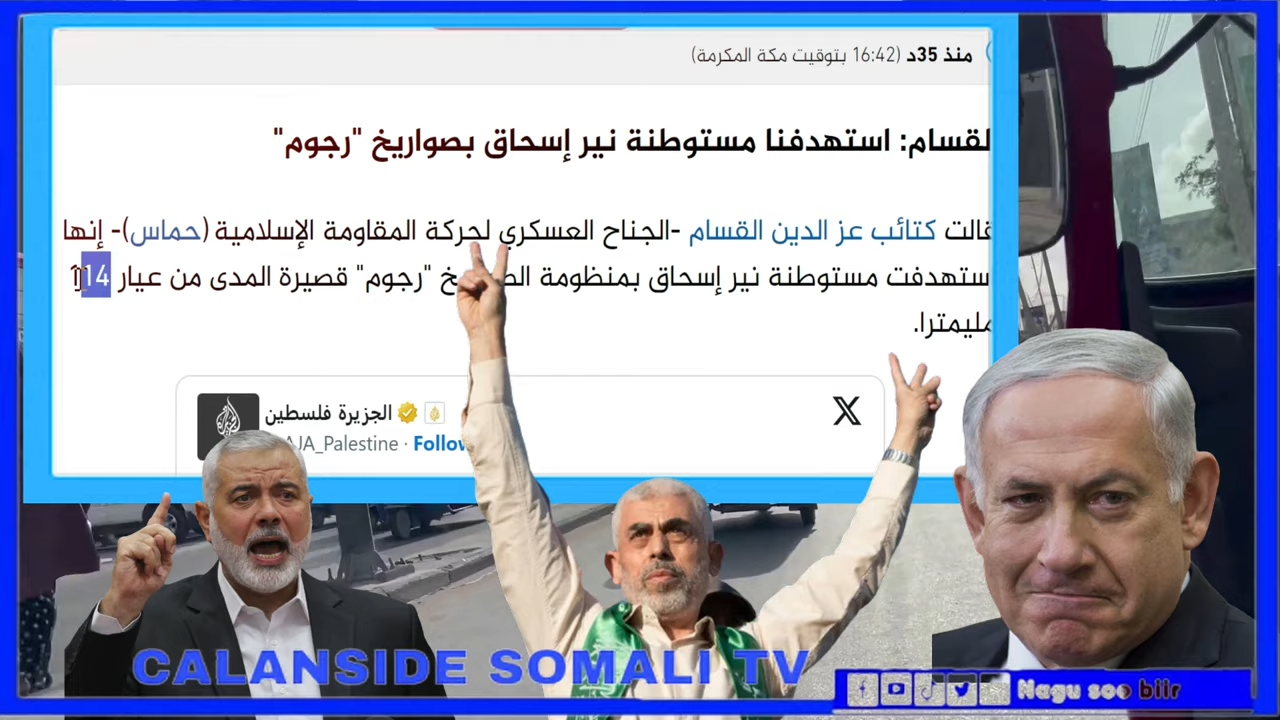 منذ 35د (16:42 بتوقيت مكة المكرمة)
لقسام: استهدفنا مستوطنة نير إسحاق بصواريخ "رجوم"
قالت كتائب عز الدين القسام -الجناح العسكري لحركة المقاومة الإسلامية (حماس)- إنها
ستهدفت مستوطنة نير إسحاق بمنظومة "رجوم" قصيرة المدى من عيار 114
مليمترا.
الجزيرة فلسطين
AJA_Palestine · Follow
CALANSIDE SOMALI TV
Nagu soo biir